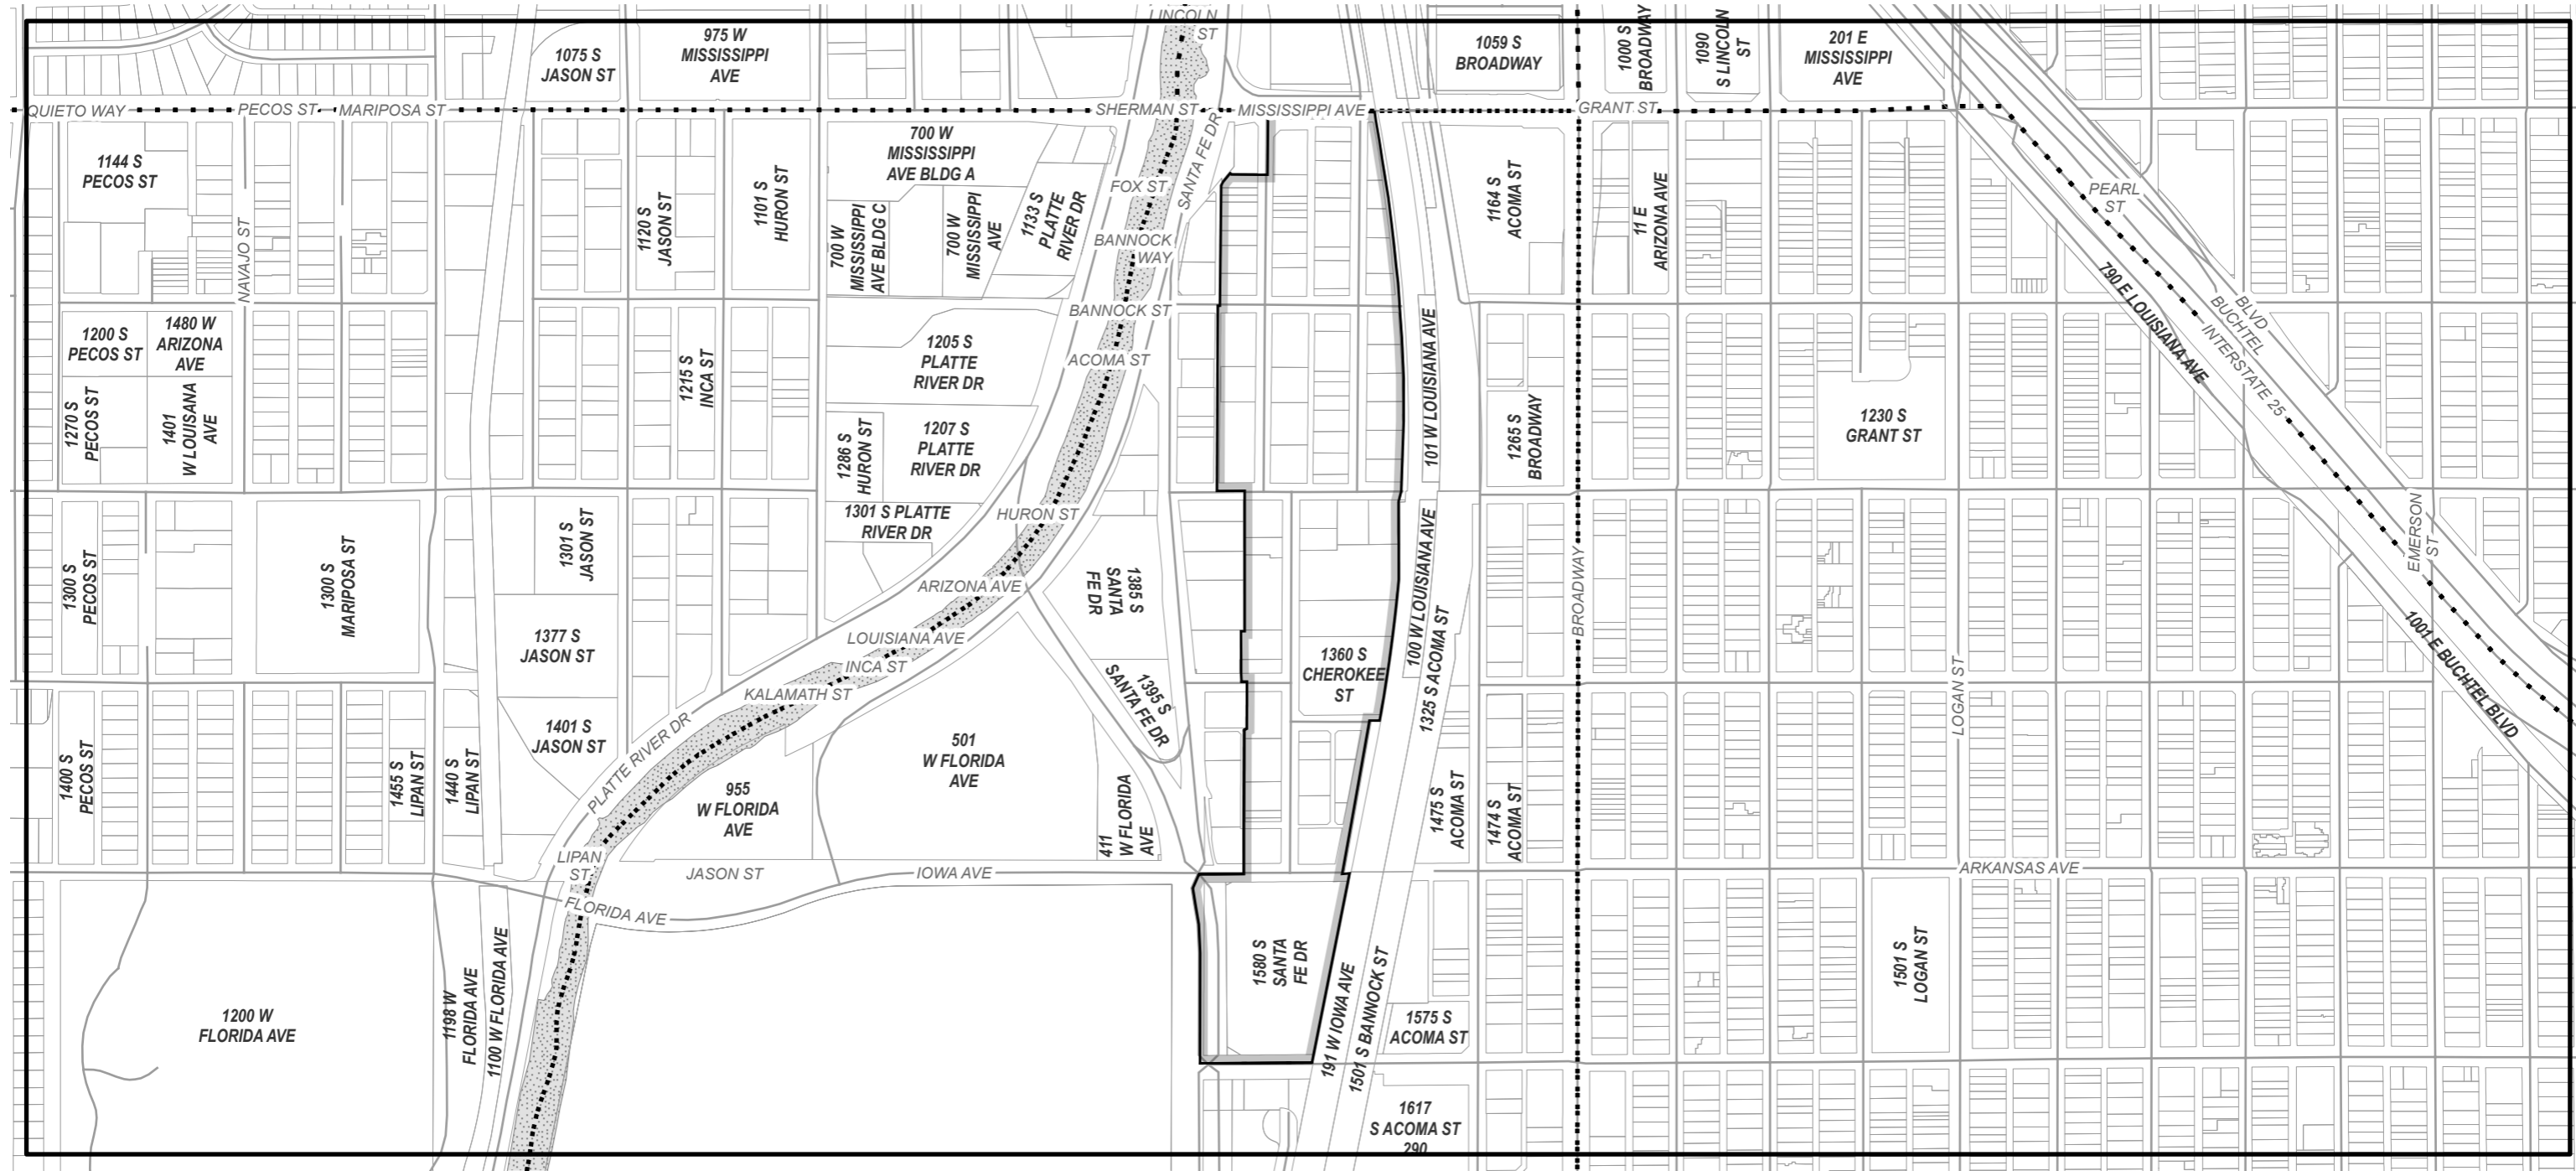 LINCOLN
ST
1075 S
JASON ST
975 W
MISSISSIPPI
AVE
1059 S
BROADWAY
1000 S
BROADWAY
1090
S LINCOLN
ST
201 E
MISSISSIPPI
AVE
QUIETO WAY
PECOS ST
MARIPOSA ST
SHERMAN ST
MISSISSIPPI AVE
GRANT ST
1144 S
PECOS ST
NAVAJO ST
1120 S
JASON ST
1101 S
HURON ST
700 W
MISSISSIPPI
AVE BLDG A
700 W
MISSISSIPPI
AVE BLDG C
700 W
MISSISSIPPI
AVE
1133 S
PLATTE
RIVER DR
FOX ST
SANTA FE DR
BANNOCK
WAY
BANNOCK ST
ACOMA ST
1164 S
ACOMA ST
11 E
ARIZONA AVE
PEARL
ST
790 E LOUISIANA AVE
BLVD
BUCHTEL
INTERSTATE 25
1200 S
PECOS ST
1480 W
ARIZONA
AVE
1270 S
PECOS ST
1401
W LOUISIANA
AVE
1215 S
INCA ST
1205 S
PLATTE
RIVER DR
1286 S
HURON ST
1207 S
PLATTE
RIVER DR
1301 S PLATTE
RIVER DR
101 W LOUISIANA AVE
1265 S
BROADWAY
1230 S
GRANT ST
1300 S
PECOS ST
1300 S
MARIPOSA ST
1301 S
JASON ST
HURON ST
ARIZONA AVE
LOUISIANA AVE
INCA ST
KALAMATH ST
1385 S
SANTA
FE DR
1395 S
SANTA FE DR
1360 S
CHEROKEE
ST
100 W LOUISIANA AVE
1325 S ACOMA ST
BROADWAY
EMERSON
ST
1001 E BUCHTEL BLVD
LOGAN ST
1377 S
JASON ST
1401 S
JASON ST
PLATTE RIVER DR
1400 S
PECOS ST
1455 S
LIPAN ST
1440 S
LIPAN ST
955
W FLORIDA
AVE
501
W FLORIDA
AVE
411
W FLORIDA
AVE
1475 S
ACOMA ST
1474 S
ACOMA ST
LIPAN
ST
JASON ST
IOWA AVE
FLORIDA AVE
ARKANSAS AVE
1200 W
FLORIDA AVE
1198 W
FLORIDA AVE
1100 W FLORIDA AVE
1580 S
SANTA
FE DR
191 W IOWA AVE
1501 S BANNOCK ST
1575 S
ACOMA ST
1501 S
LOGAN ST
1617
S ACOMA ST
290